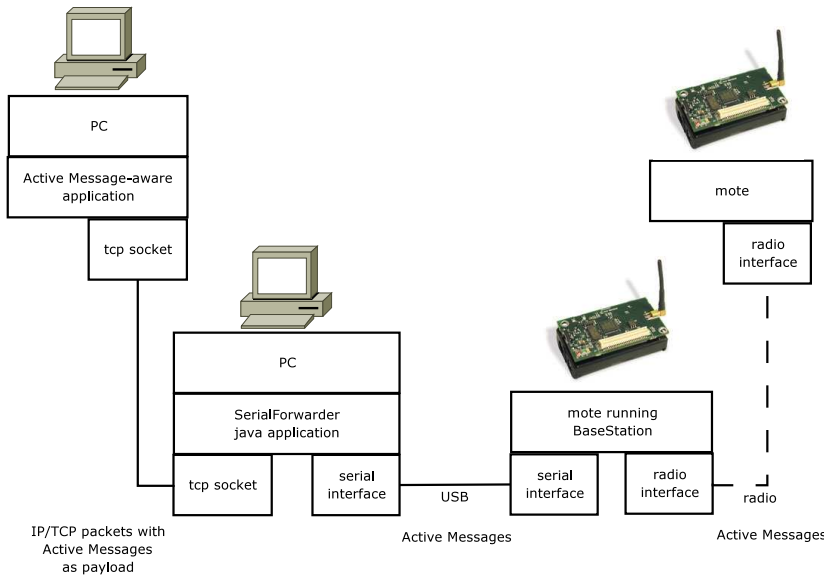 PC
Active Message-aware
application
tcp socket
mote
radio
interface
PC
SerialForwarder
java application
tcp socket
serial
interface
USB
mote running
BaseStation
serial
interface
radio
interface
radio
IP/TCP packets with
Active Messages
as payload
Active Messages
Active Messages